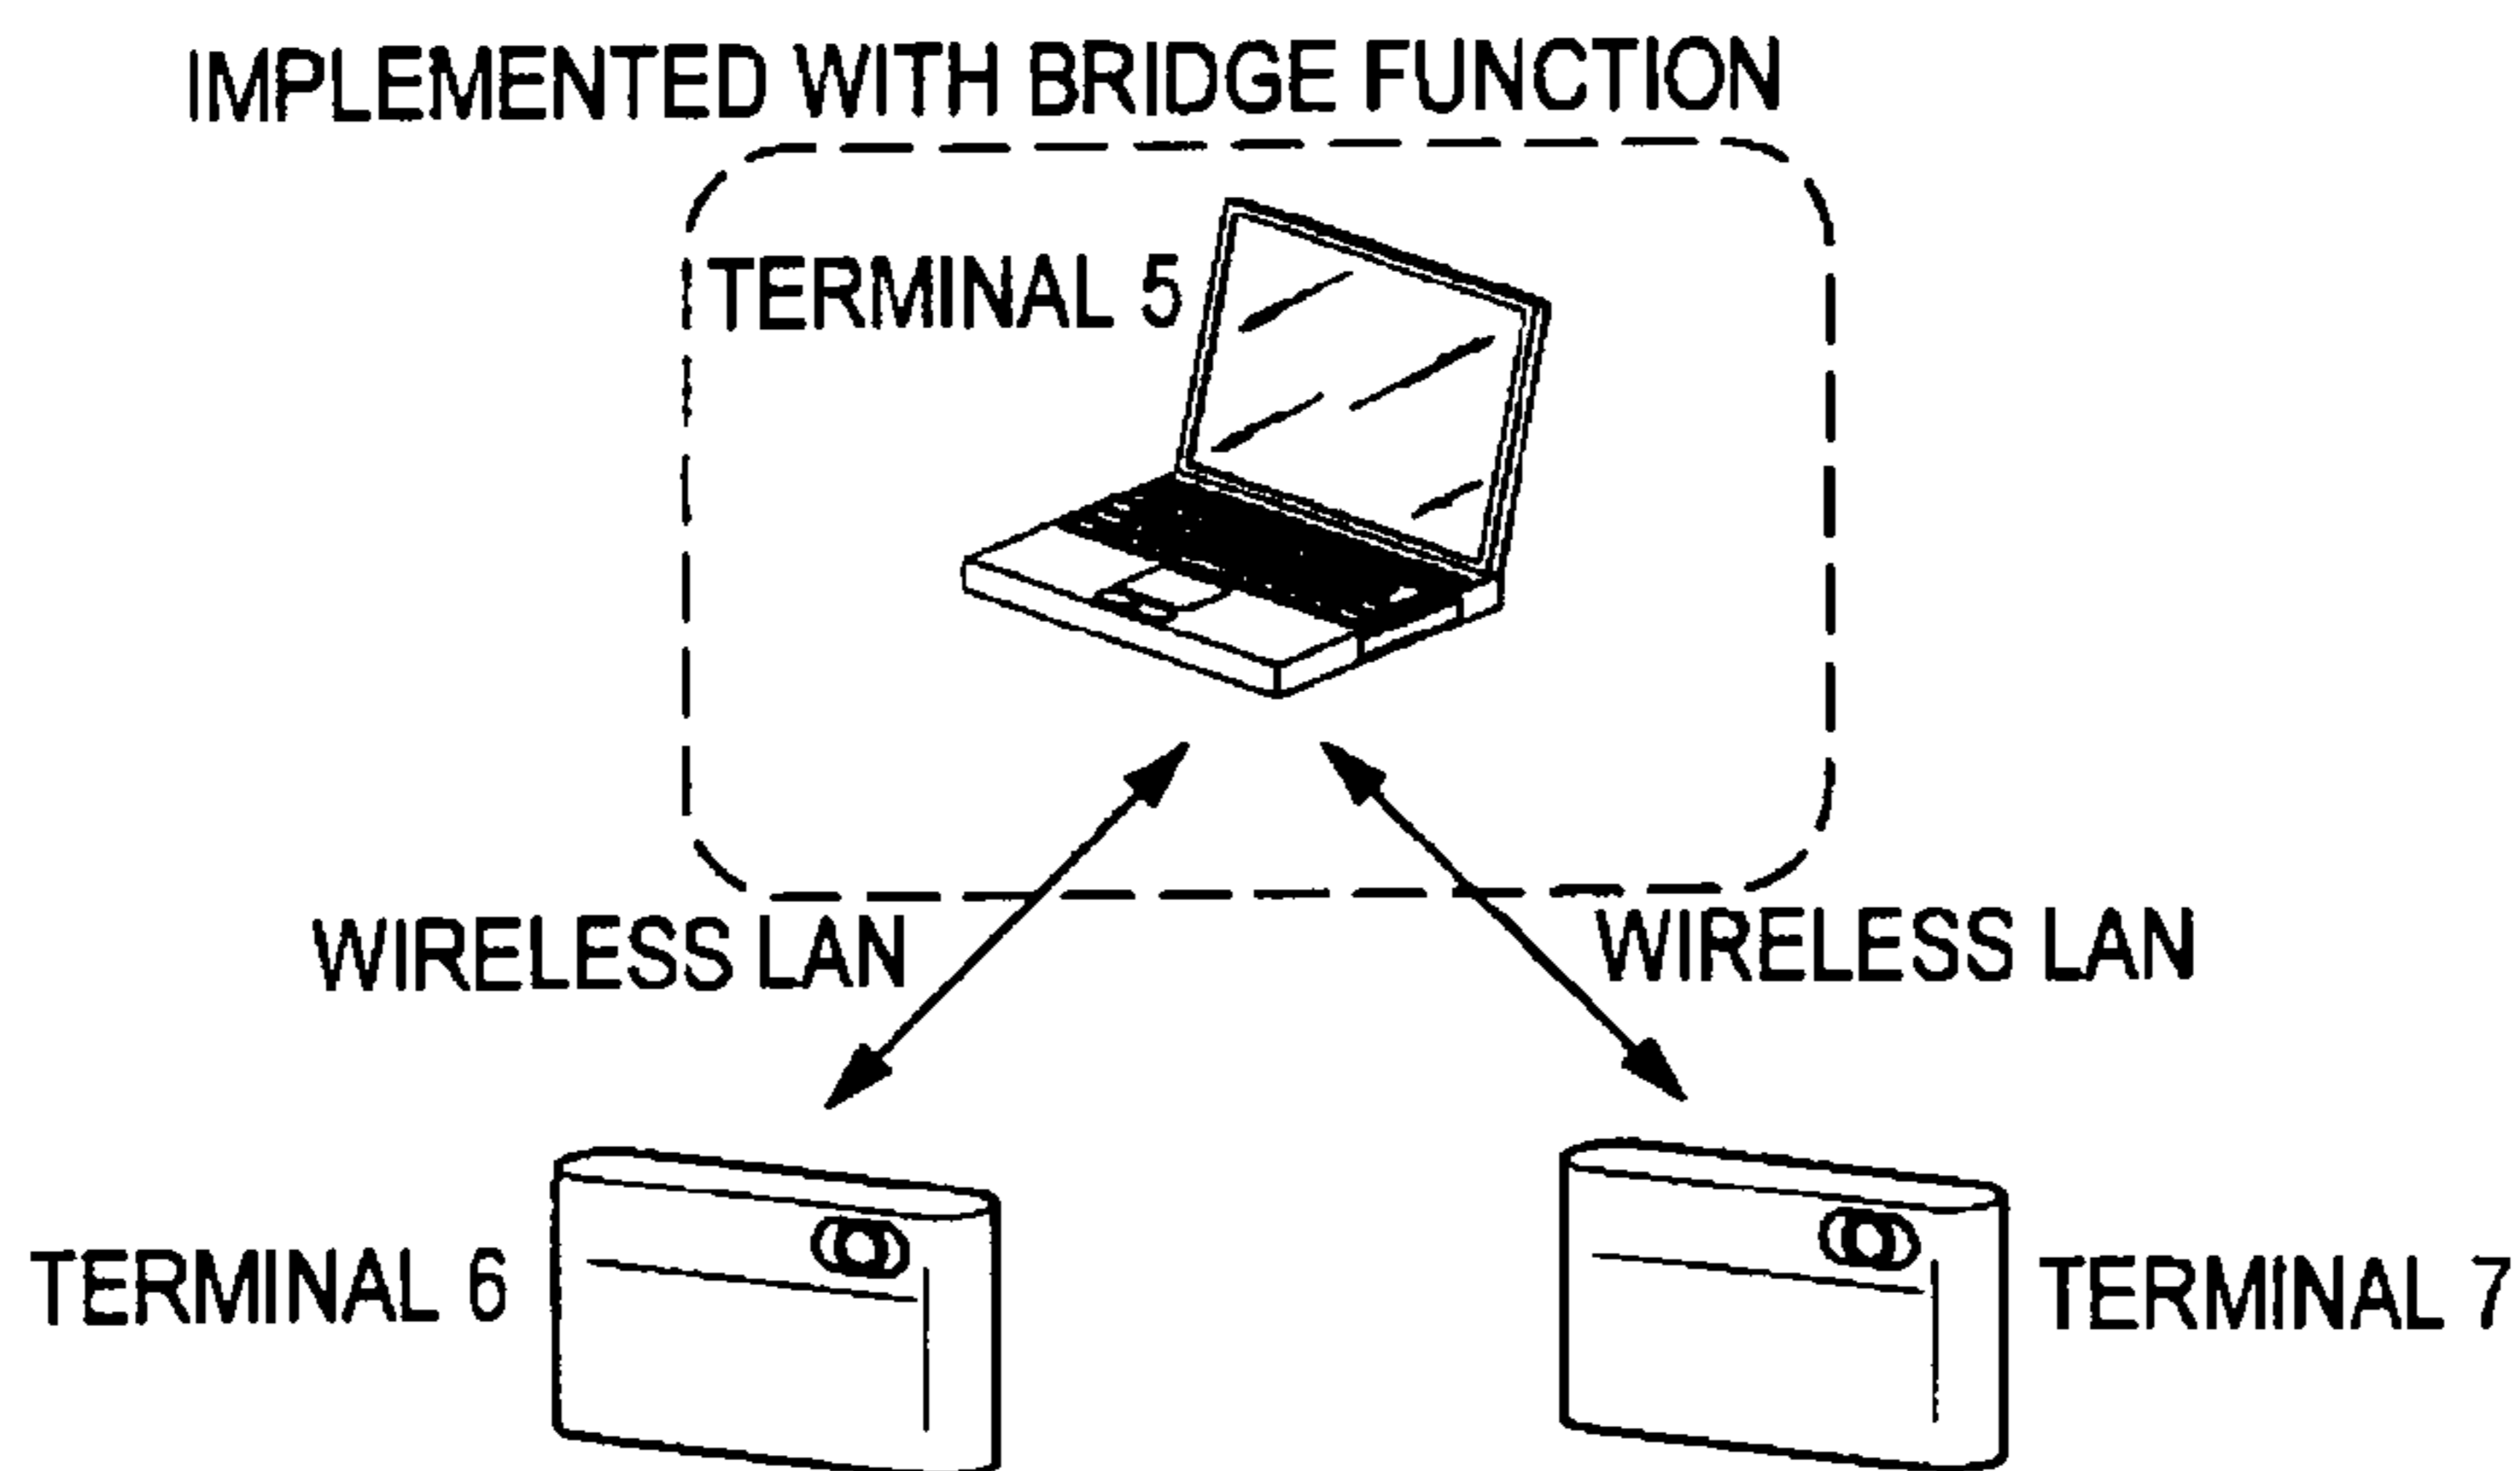 IMPLEMENTED WITH BRIDGE FUNCTION
TERMINAL 5
WIRELESS LAN
WIRELESS LAN
TERMINAL 6
TERMINAL 7